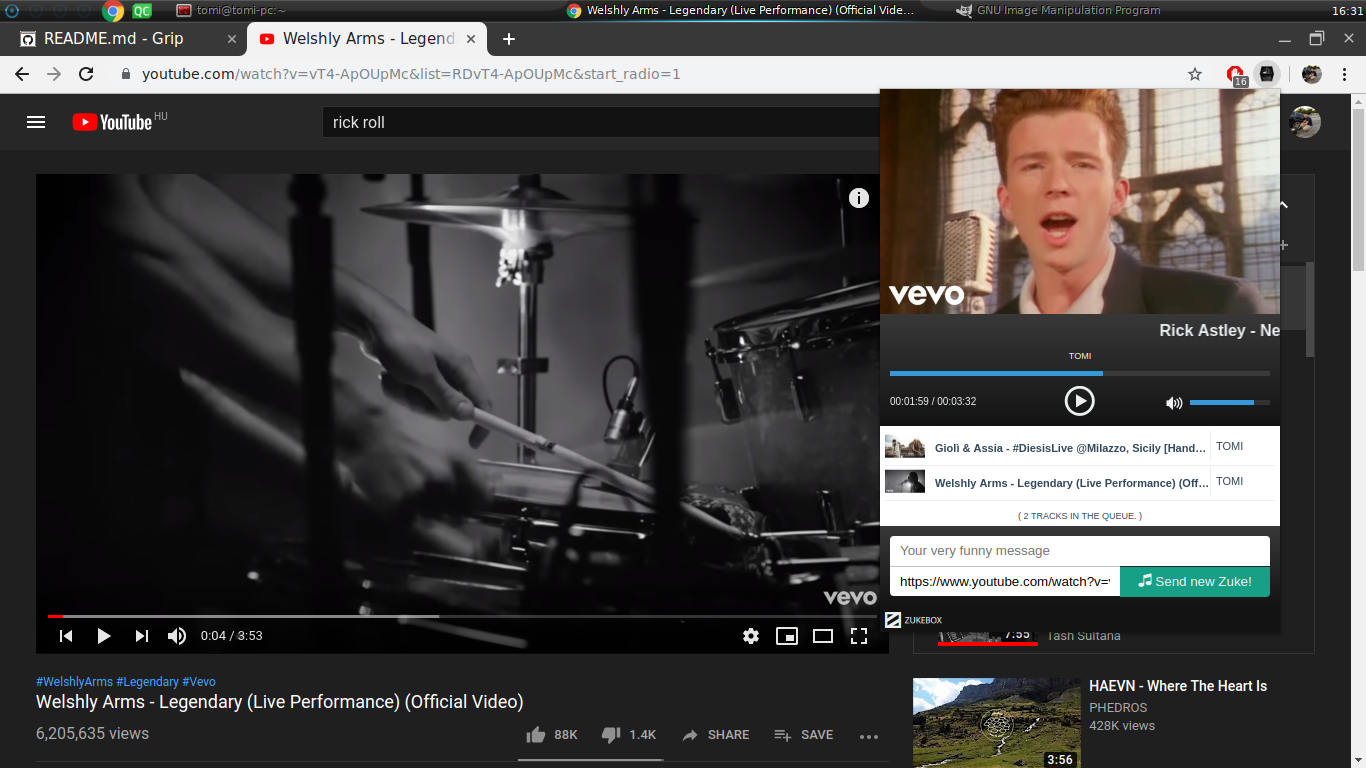 QC
tomi@tomi-pc:~
Welshly Arms - Legendary (Live Performance) (Official Vide…
GNU Image Manipulation Program
16:31
README.md - Grip
Welshly Arms - Legend
youtube.com/watch?v=vT4-ApOUpMc&list=RDvT4-ApOUpMc&start_radio=1
16
YouTube HU
rick roll
vevo
Rick Astley - Ne
TOMI
00:01:59 / 00:03:32
Giolì & Assia - #DiesisLive @Milazzo, Sicily [Hand…
TOMI
Welshly Arms - Legendary (Live Performance) (Off…
TOMI
( 2 TRACKS IN THE QUEUE. )
Your very funny message
https://www.youtube.com/watch?v=
Send new Zuke!
ZUKEBOX
vevo
0:04 / 3:53
7:55
Tash Sultana
#WelshlyArms #Legendary #Vevo
Welshly Arms - Legendary (Live Performance) (Official Video)
6,205,635 views
88K
1.4K
SHARE
SAVE
HAEVN - Where The Heart Is
PHEDROS
428K views
3:56